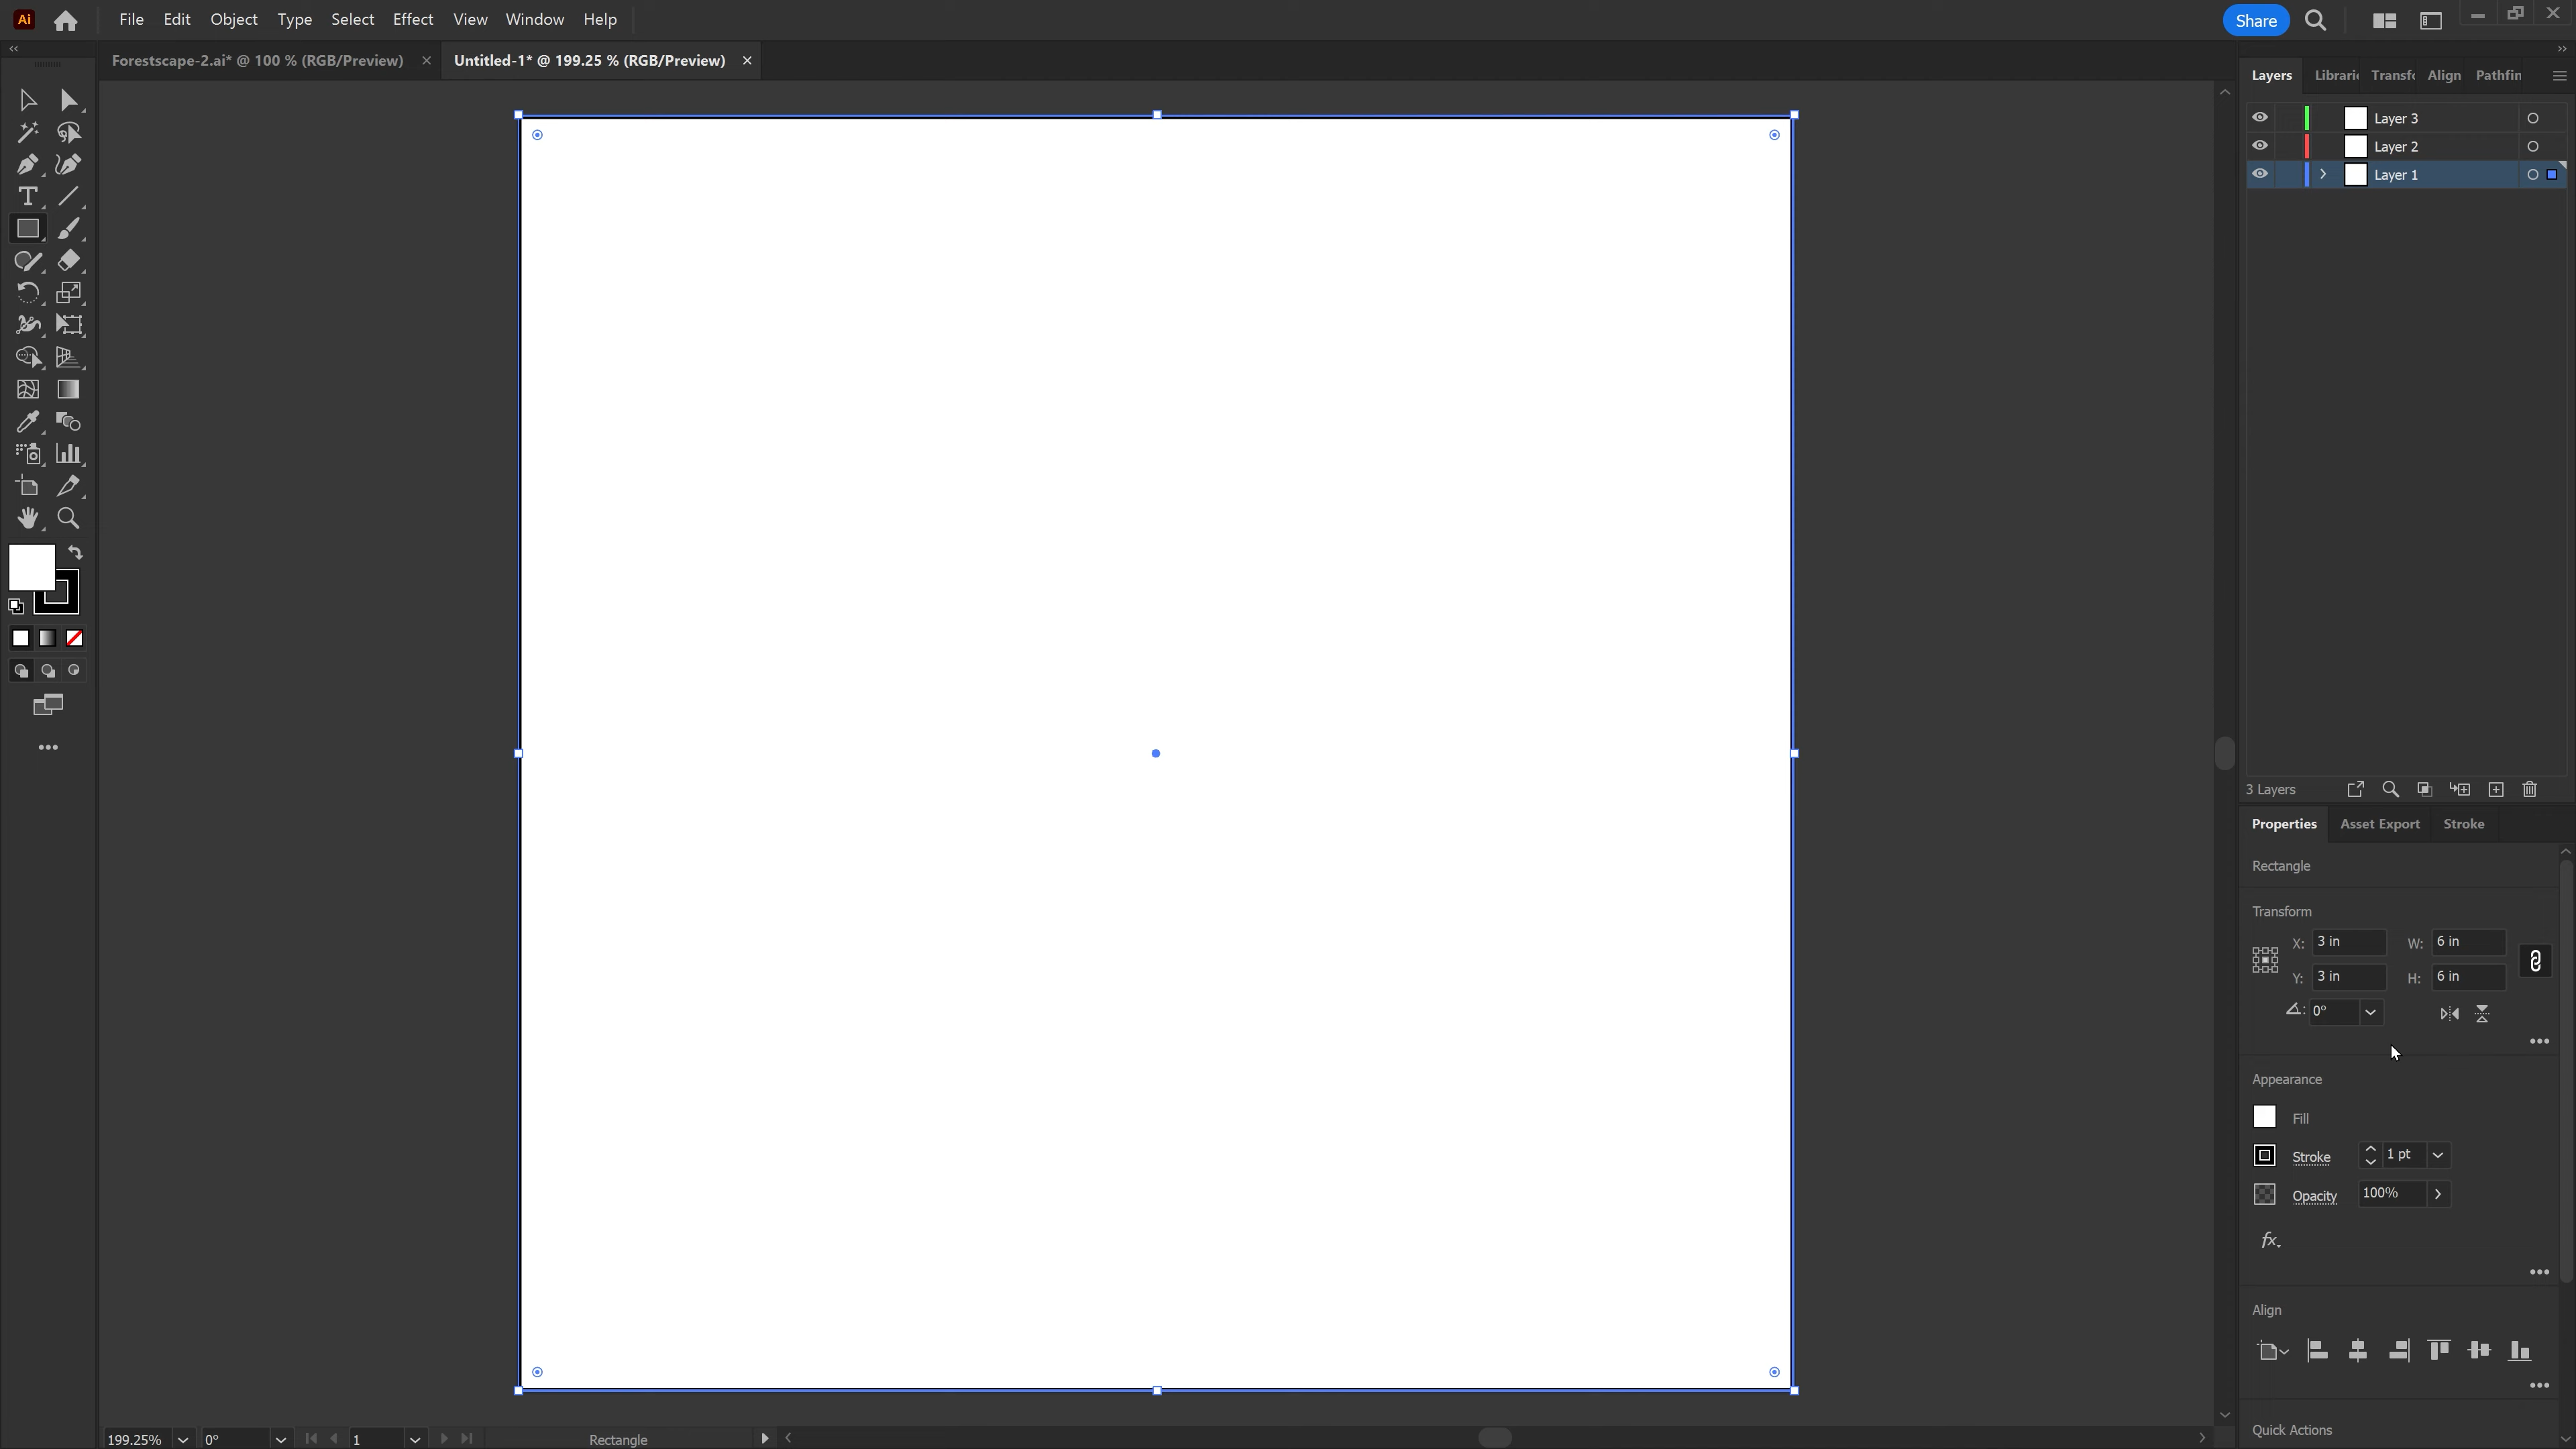 Ai File Edit Object Type Select Effect View Window Help Share
Forestscape-2.ai* @ 100 % (RGB/Preview) × Untitled-1* @ 199.25 % (RGB/Preview) ×
Layers Librari Transfo Align Pathfin
Layer 3
Layer 2
Layer 1
3 Layers
Properties Asset Export Stroke
Rectangle
Transform
X: 3 in W: 6 in
Y: 3 in H: 6 in
0°
Appearance
Fill
Stroke 1 pt
Opacity 100%
fx.
Align
Quick Actions
199.25% 0° 1 Rectangle